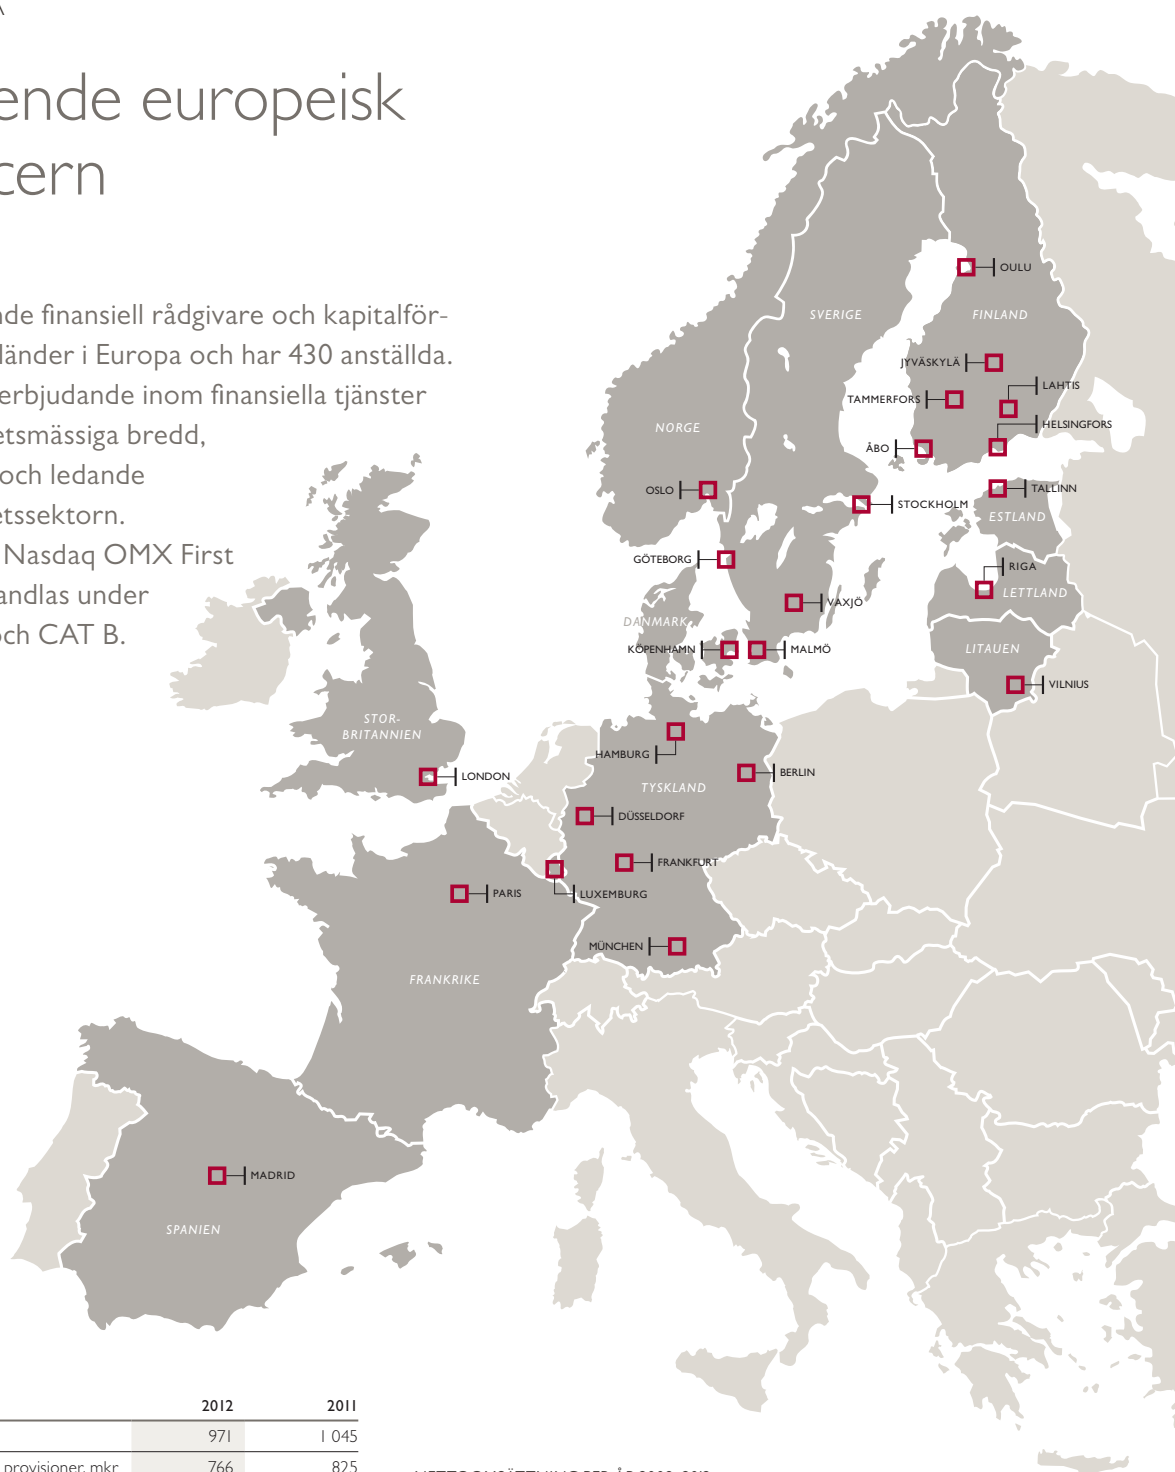 ende europeisk
cern
nde finansiell rådgivare och kapitalför-
länder i Europa och har 430 anställda.
erbjudande inom finansiella tjänster
etsmässiga bredd,
och ledande
etssektorn.
Nasdaq OMX First
andlas under
och CAT B.
OULU
SVERIGE
FINLAND
JYVÄSKYLÄ
LAHTIS
TAMMERFORS
HELSINGFORS
NORGE
ÅBO
OSLO
TALLINN
STOCKHOLM
ESTLAND
GÖTEBORG
RIGA
LETTLAND
VÄXJÖ
DANMARK
KÖPENHAMN
MALMÖ
LITAUEN
VILNIUS
STOR-
BRITANNIEN
HAMBURG
LONDON
BERLIN
TYSKLAND
DÜSSELDORF
FRANKFURT
PARIS
LUXEMBURG
MÜNCHEN
FRANKRIKE
MADRID
SPANIEN
2012 2011
971 1 045
provisioner, mkr 766 825